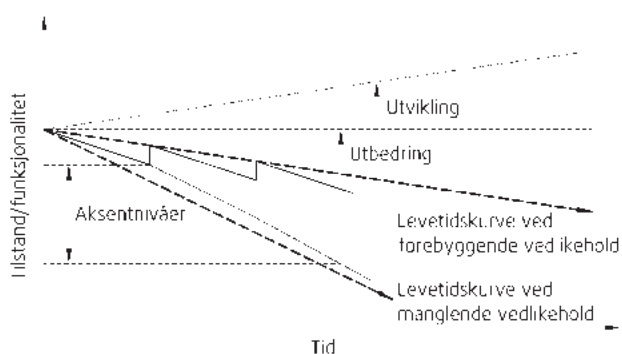 Tilstand/funksjonalitet
Utvikling
Utbedring
Aksentnivåer
Levetidskurve ved
forebyggende vedlikehold
Levetidskurve ved
manglende vedlikehold
Tid